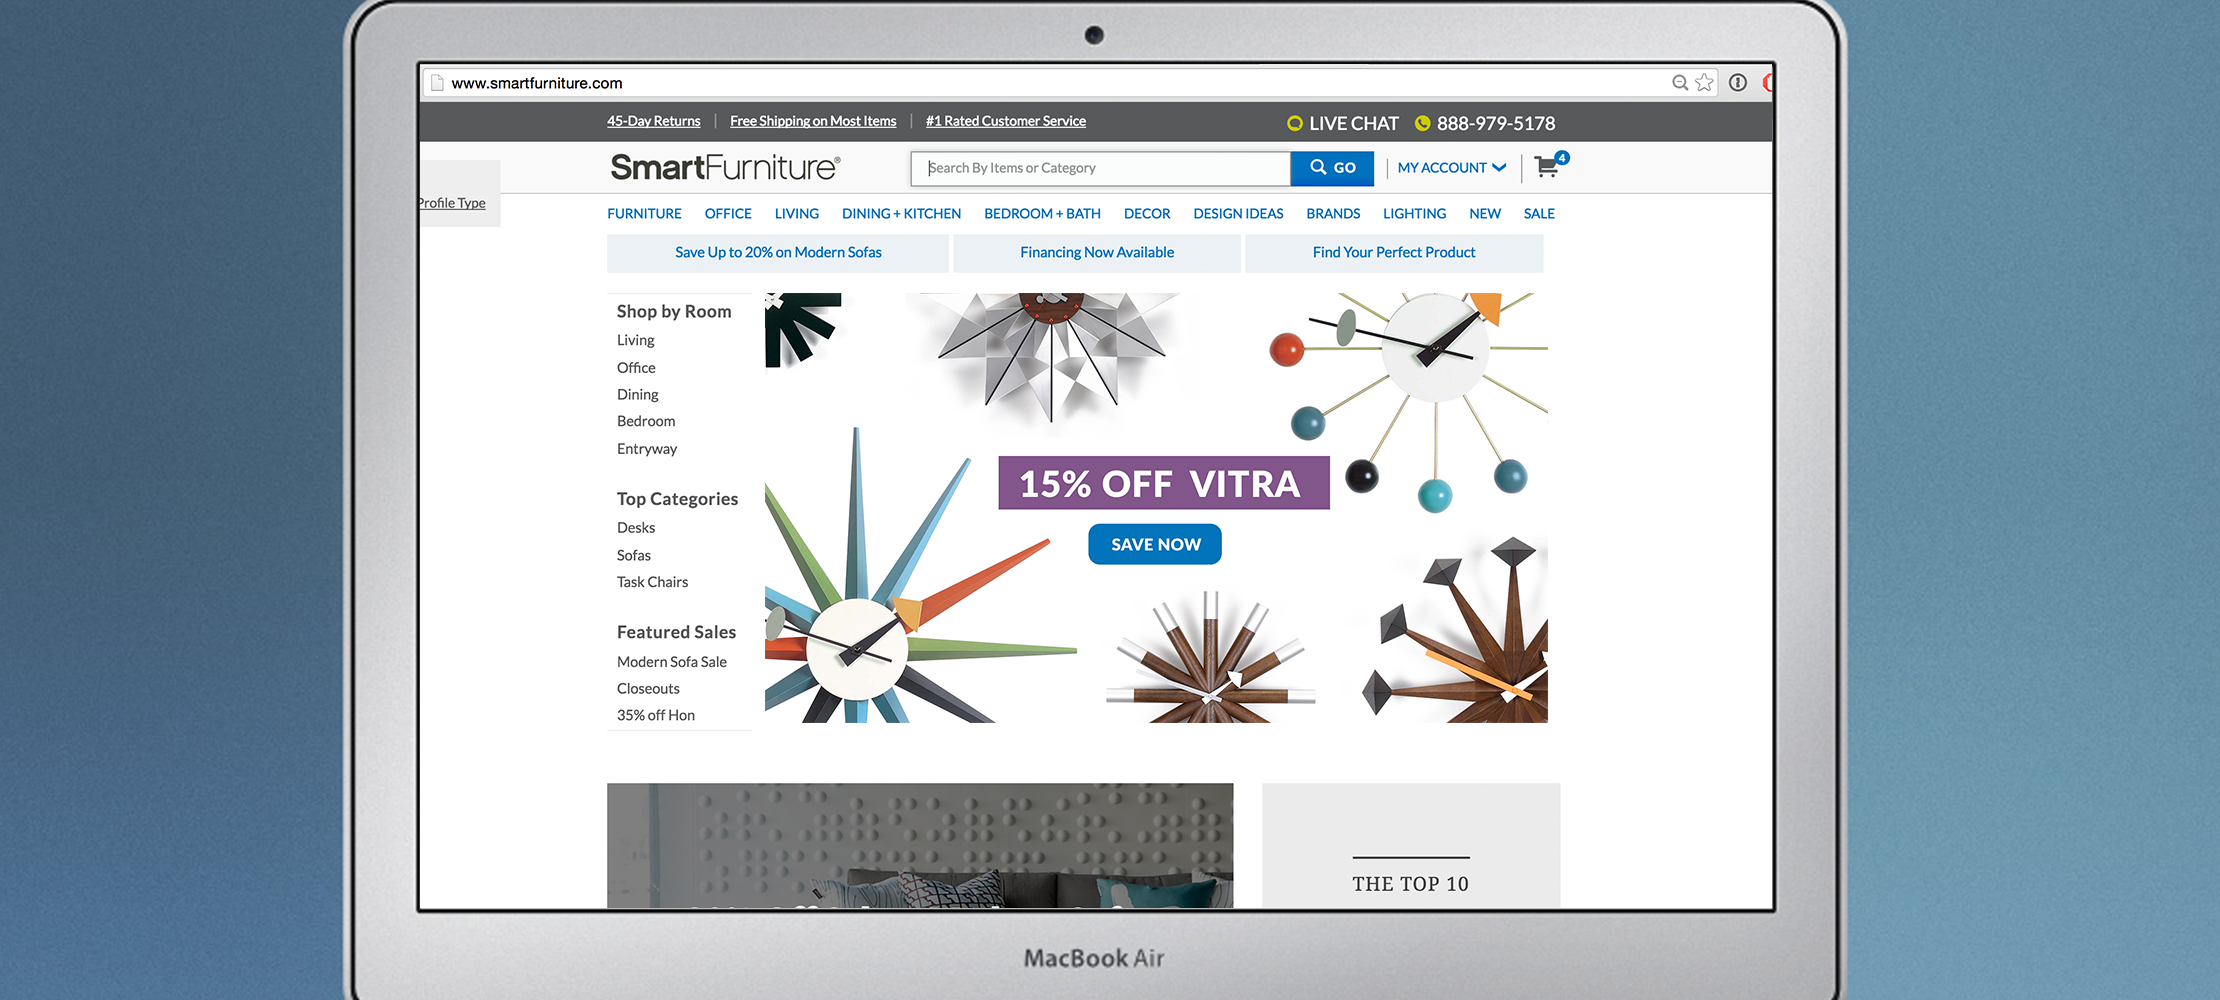 www.smartfurniture.com
45-Day Returns | Free Shipping on Most Items | #1 Rated Customer Service
LIVE CHAT 888-979-5178
SmartFurniture®
Search By Items or Category
GO
MY ACCOUNT
4
Profile Type
FURNITURE OFFICE LIVING DINING + KITCHEN BEDROOM + BATH DECOR DESIGN IDEAS BRANDS LIGHTING NEW SALE
Save Up to 20% on Modern Sofas
Financing Now Available
Find Your Perfect Product
Shop by Room
Living
Office
Dining
Bedroom
Entryway
Top Categories
Desks
Sofas
Task Chairs
Featured Sales
Modern Sofa Sale
Closeouts
35% off Hon
15% OFF VITRA
SAVE NOW
THE TOP 10
MacBook Air